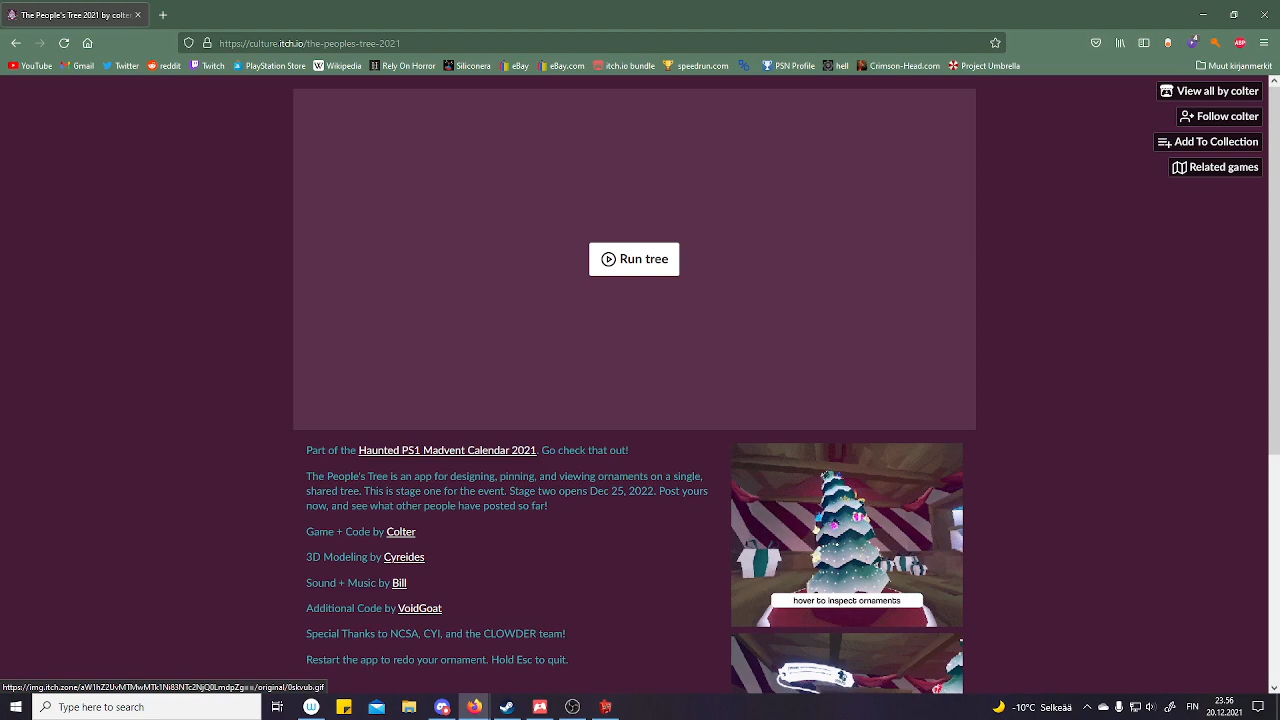 The People's Tree 2021 by colter
https://culture.itch.io/the-peoples-tree-2021
YouTube Gmail Twitter reddit Twitch PlayStation Store Wikipedia Rely On Horror Siliconera eBay eBay.com itch.io bundle speedrun.com PSN Profile hell Crimson-Head.com Project Umbrella Muut kirjanmerkit
View all by colter
Follow colter
Add To Collection
Related games
Run tree
Part of the Haunted PS1 Madvent Calendar 2021. Go check that out!
The People's Tree is an app for designing, pinning, and viewing ornaments on a single,
shared tree. This is stage one for the event. Stage two opens Dec 25, 2022. Post yours
now, and see what other people have posted so far!
Game + Code by Colter
3D Modeling by Cyreides
Sound + Music by Bill
Additional Code by VoidGoat
Special Thanks to NCSA, CYI, and the CLOWDER team!
Restart the app to redo your ornament. Hold Esc to quit.
hover to inspect ornaments
Type here to search
-10°C Selkeää
FIN
23.56
20.12.2021